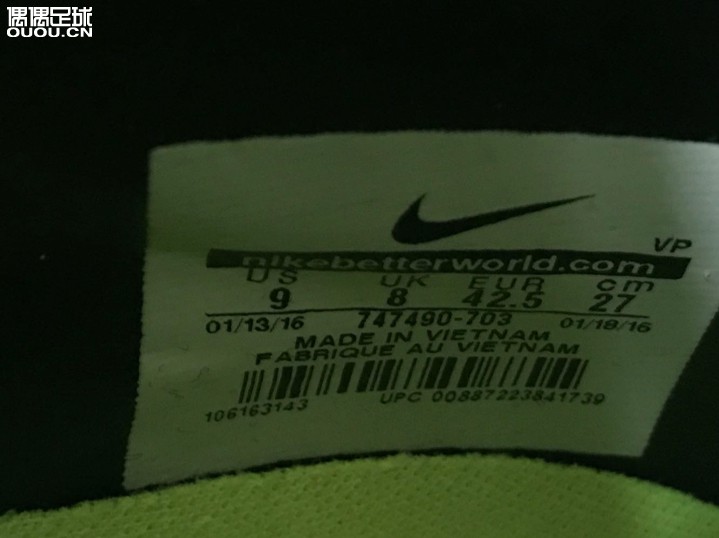 偶偶足球
OUOU.CN
VP
nikebetterworld.com
US UK EUR cm
9 8 42.5 27
01/13/16 747490-703 01/18/16
MADE IN VIETNAM
FABRIQUE AU VIETNAM
106163143 UPC 00887223841739